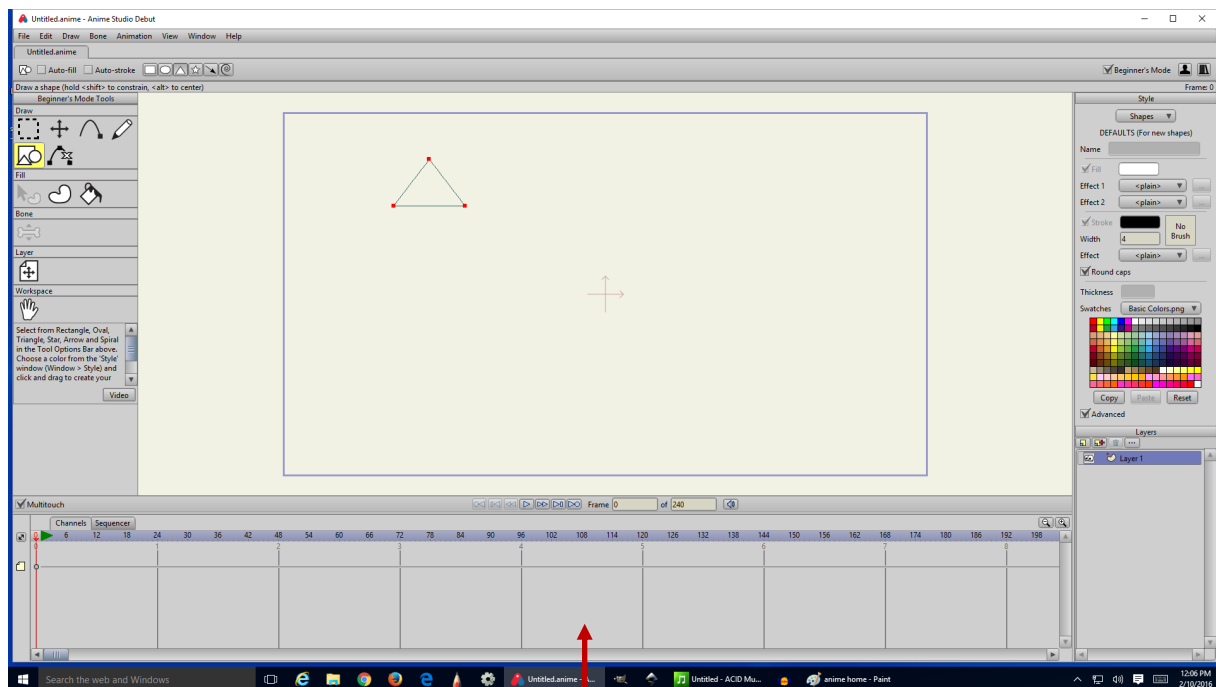 Untitled.anime - Anime Studio Debut
File Edit Draw Bone Animation View Window Help
Untitled.anime
Auto-fill Auto-stroke Beginner's Mode
Draw a shape (hold <shift> to constrain, <alt> to center) Frame: 0
Beginner's Mode Tools
Draw
Fill
Bone
Layer
Workspace
Select from Rectangle, Oval,
Triangle, Star, Arrow and Spiral
in the Tool Options Bar above.
Choose a color from the 'Style'
window (Window > Style) and
click and drag to create your
Video
Style
Shapes
DEFAULTS (For new shapes)
Name
Fill
Effect 1 <plain> ...
Effect 2 <plain> ...
Stroke No
Width 4 Brush
Effect <plain> ...
Round caps
Thickness
Swatches Basic Colors.png
Copy Paste Reset
Advanced
Layers
Layer 1
Multitouch Frame 0 of 240
Channels Sequencer
0 6 12 18 24 30 36 42 48 54 60 66 72 78 84 90 96 102 108 114 120 126 132 138 144 150 156 162 168 174 180 186 192 198
0 1 2 3 4 5 6 7 8
Search the web and Windows Untitled.anime - A... Untitled - ACID Mu... anime home - Paint 12:06 PM
2/10/2016